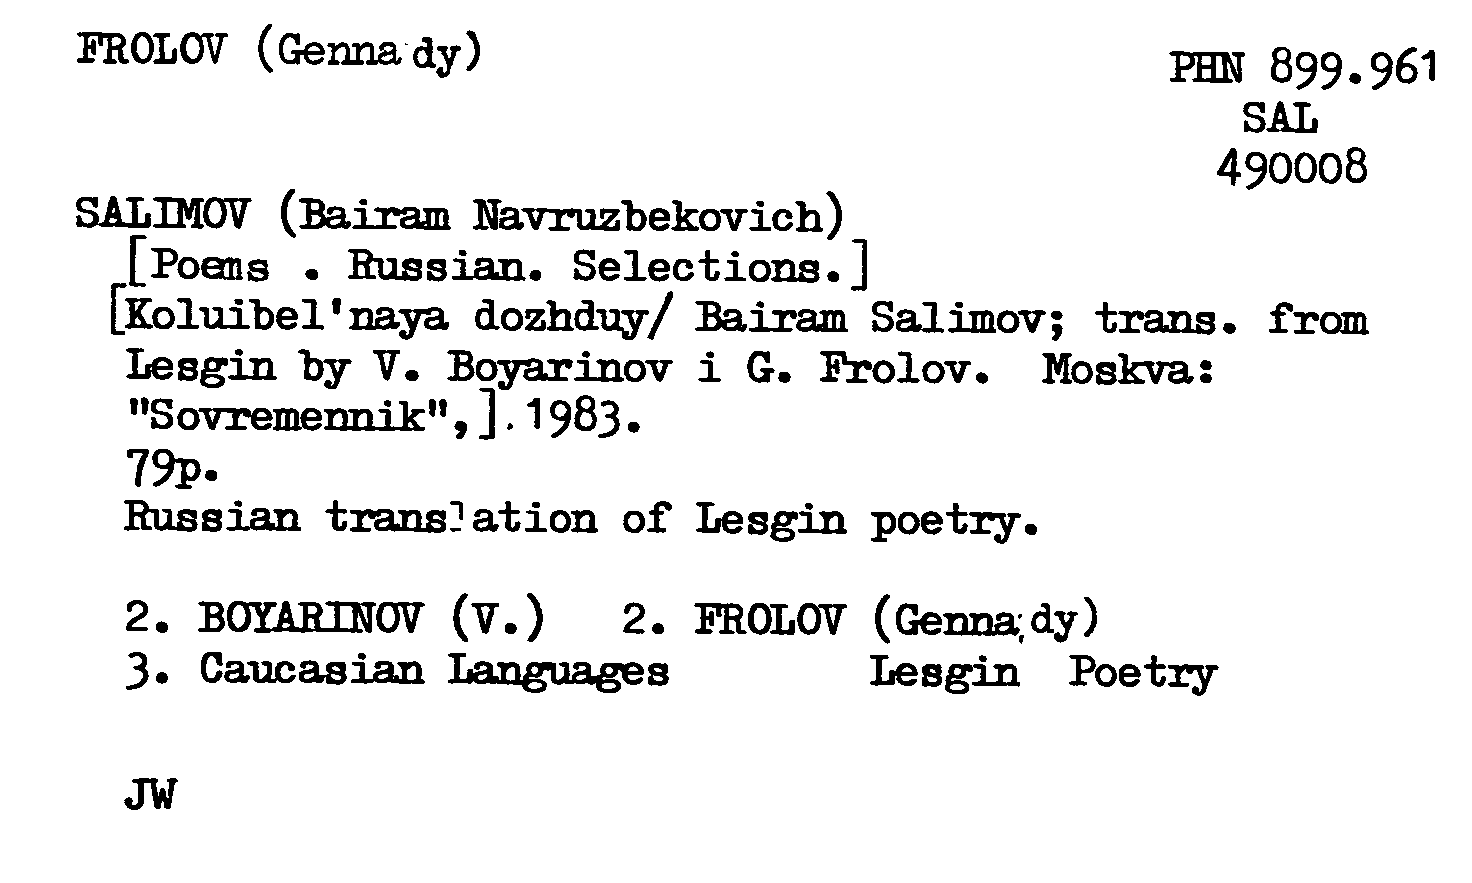 FROLOV (Gennady)
PHN 899.961
SAL
490008
SALIMOV (Bairam Navruzbekovich)
[Poems . Russian. Selections.]
[Koluibel'naya dozhduy/ Bairam Salimov; trans. from
Lesgin by V. Boyarinov i G. Frolov. Moskva:
"Sovremennik",]. 1983.
79p.
Russian translation of Lesgin poetry.
2. BOYARINOV (V.) 2. FROLOV (Gennady)
3. Caucasian Languages Lesgin Poetry
JW